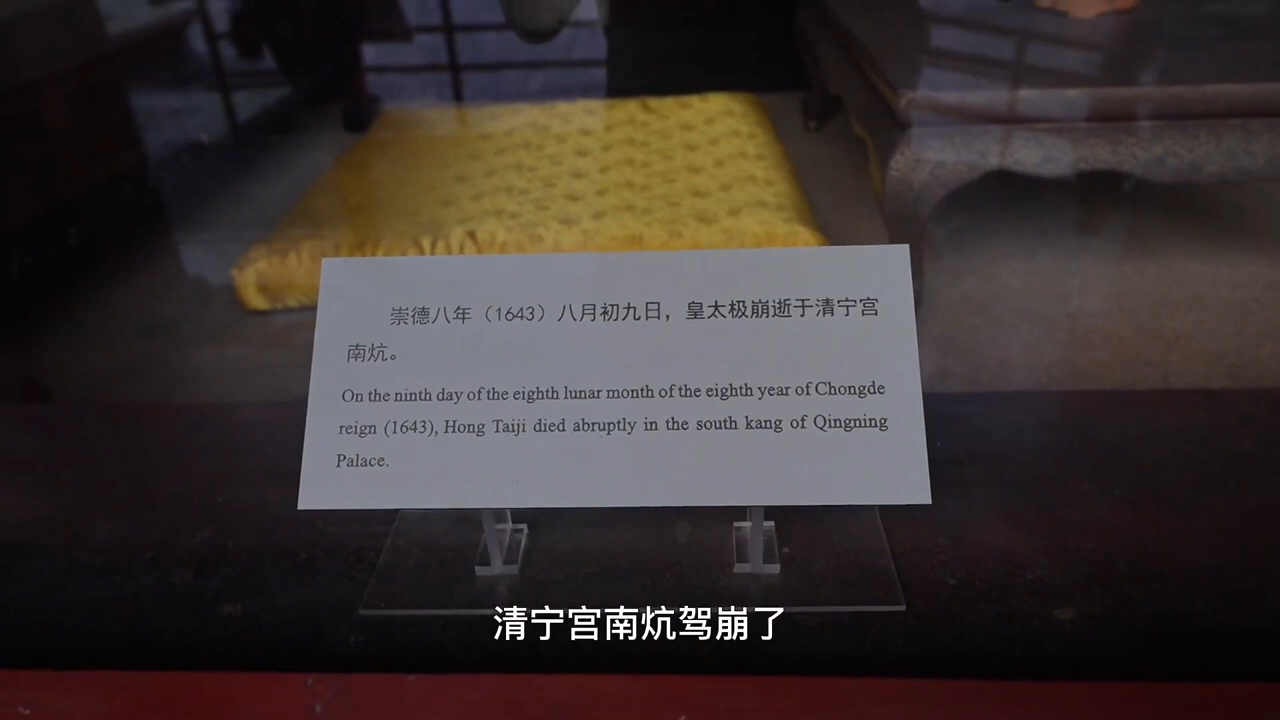 崇德八年（1643）八月初九日，皇太极崩逝于清宁宫
南炕。
On the ninth day of the eighth lunar month of the eighth year of Chongde
reign (1643), Hong Taiji died abruptly in the south kang of Qingning
Palace.
清宁宫南炕驾崩了